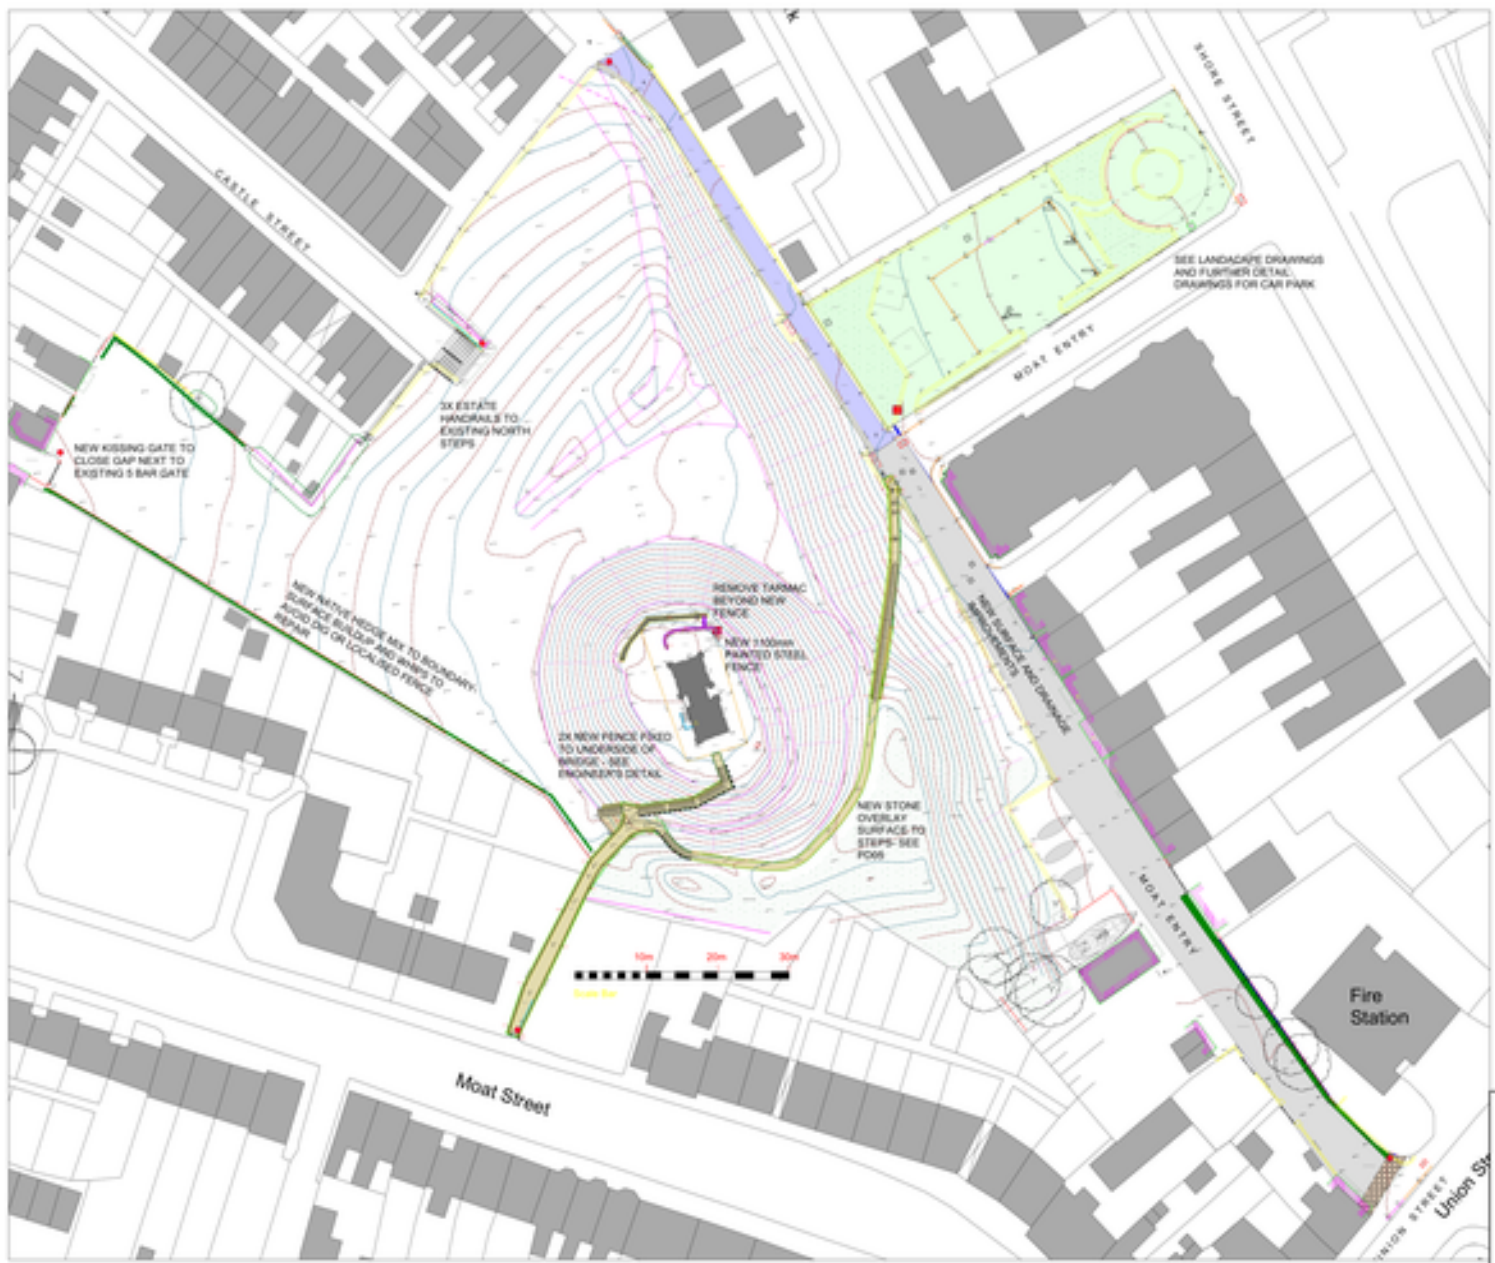 k
SHORE STREET
CASTLE STREET
SEE LANDACAPE DRAWINGS
AND FURTHER DETAIL
DRAWINGS FOR CAR PARK
MOAT ENTRY
3X ESTATE
HANDRAILS TO
EXISTING NORTH
STEPS
NEW KISSING GATE TO
CLOSE GAP NEXT TO
EXISTING 5 BAR GATE
NEW NATIVE HEDGE MIX TO BOUNDARY-
SURFACE BUILDUP AND WHIPS TO
AVOID DIG OR LOCALISED FENCE
REPAIR
REMOVE TARMAC
BEYOND NEW
FENCE
NEW 1100mm
PAINTED STEEL
FENCE
NEW SURFACE AND DRAINAGE
IMPROVEMENTS
2X NEW FENCE FIXED
TO UNDERSIDE OF
BRIDGE - SEE
ENGINEER'S DETAIL
NEW STONE
OVERLAY
SURFACE TO
STEPS- SEE
MOAT ENTRY
10m 20m 30m
Scale Bar
Fire
Station
Moat Street
UNION STREET
Union Str